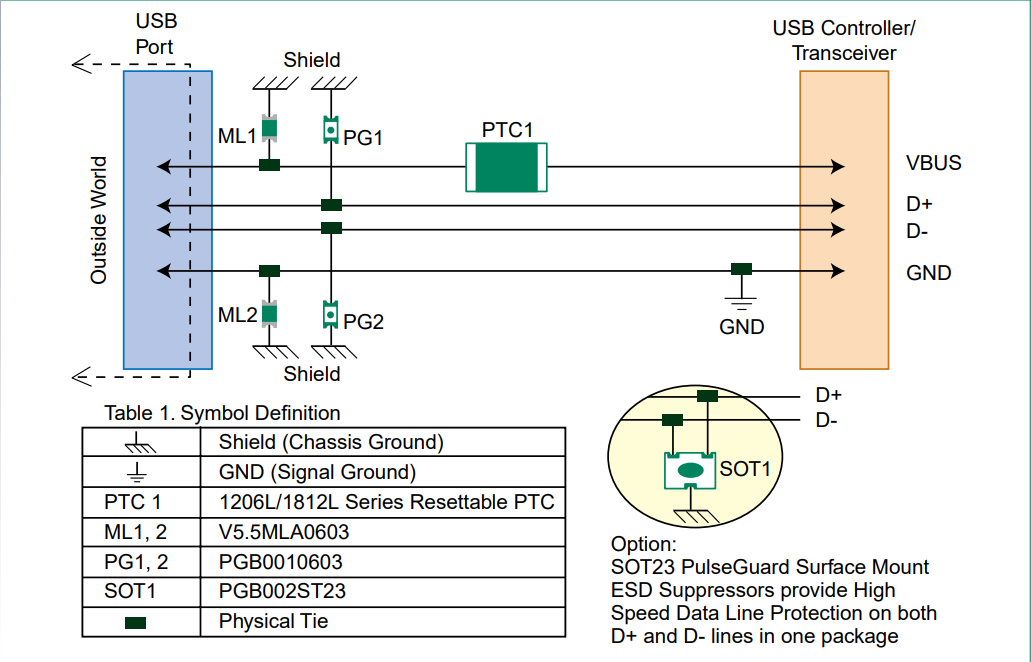 USB
Port
USB Controller/
Transceiver
Shield
ML1
PG1
PTC1
VBUS
D+
D-
Outside World
GND
ML2
PG2
GND
Shield
Table 1. Symbol Definition
Shield (Chassis Ground)
GND (Signal Ground)
PTC 1 1206L/1812L Series Resettable PTC
ML1, 2 V5.5MLA0603
PG1, 2 PGB0010603
SOT1 PGB002ST23
Physical Tie
D+
D-
SOT1
Option:
SOT23 PulseGuard Surface Mount
ESD Suppressors provide High
Speed Data Line Protection on both
D+ and D- lines in one package